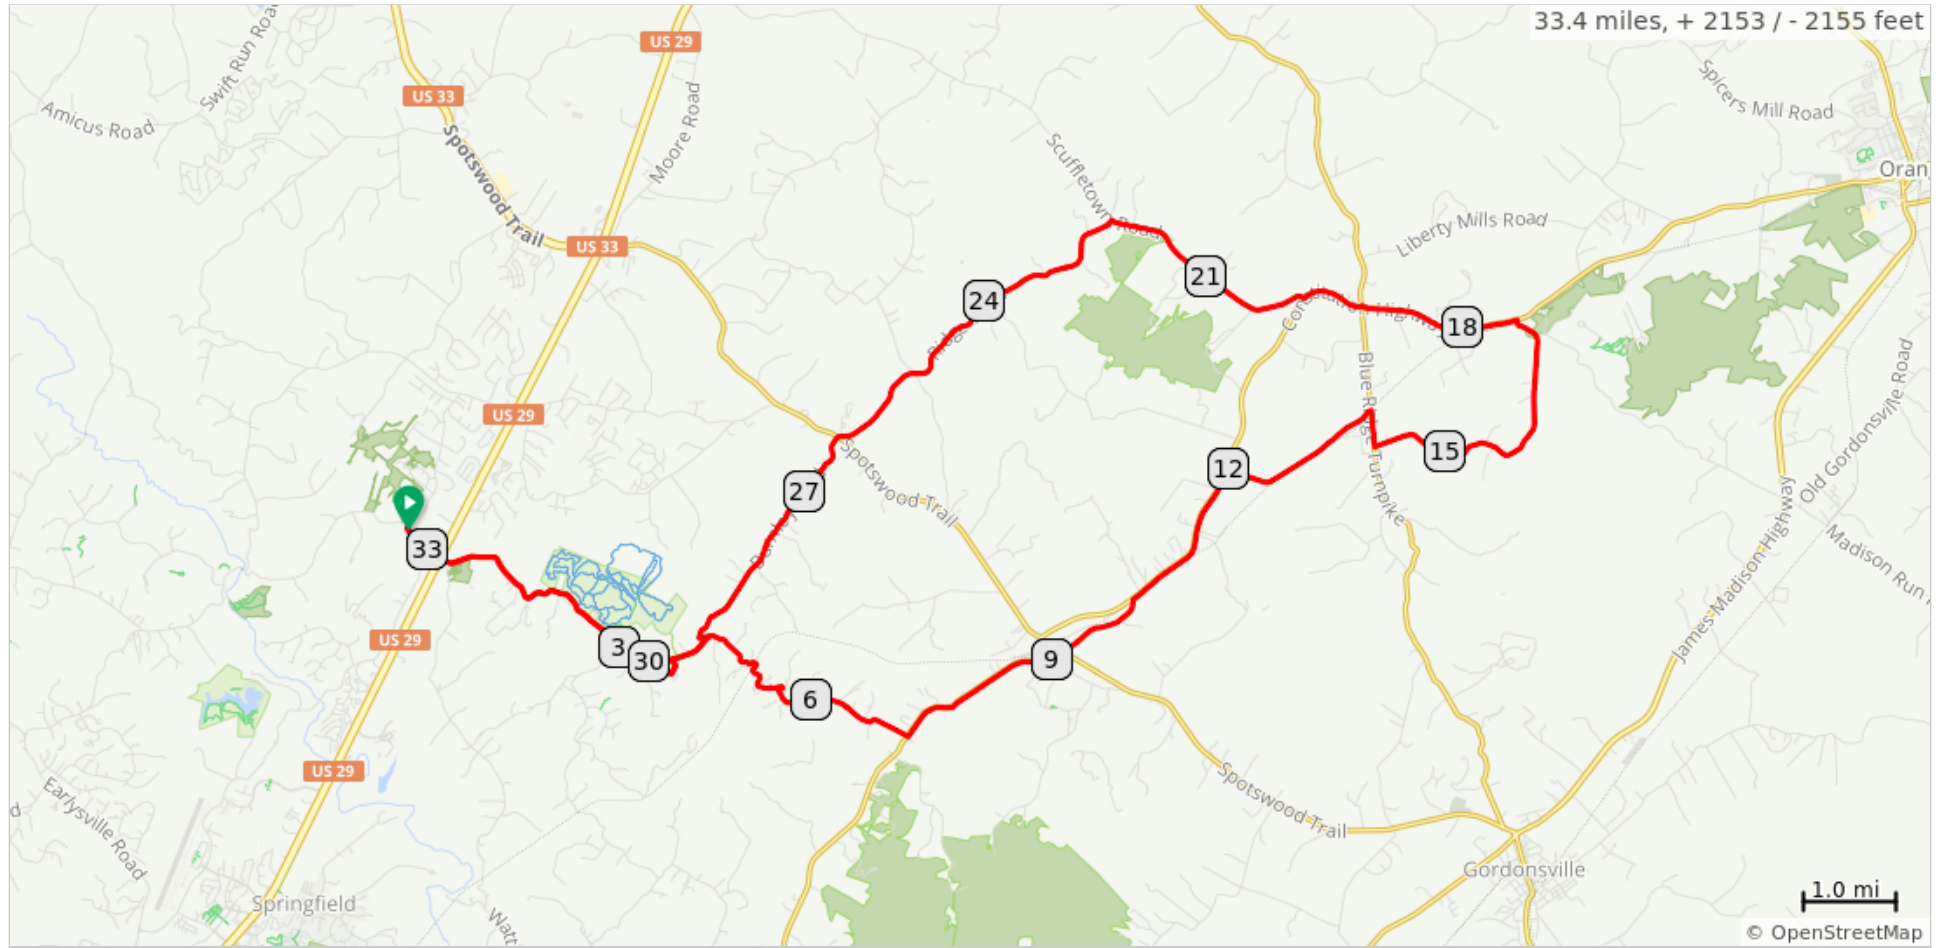 33.4 miles, + 2153 / - 2155 feet
Swift Run Road
US 29
US 33
Amicus Road
Moore Road
Spotswood Trail
US 33
Spicers Mill Road
Scuffletown Road
Liberty Mills Road
21
24
18
US 29
Blue Ridge Turnpike
Old Gordonsville Road
15
12
27
Spotswood Trail
33
James Madison Highway
Madison Run
US 29
3
30
9
6
US 29
Earlysville Road
Spotswood Trail
Gordonsville
Springfield
1.0 mi
© OpenStreetMap